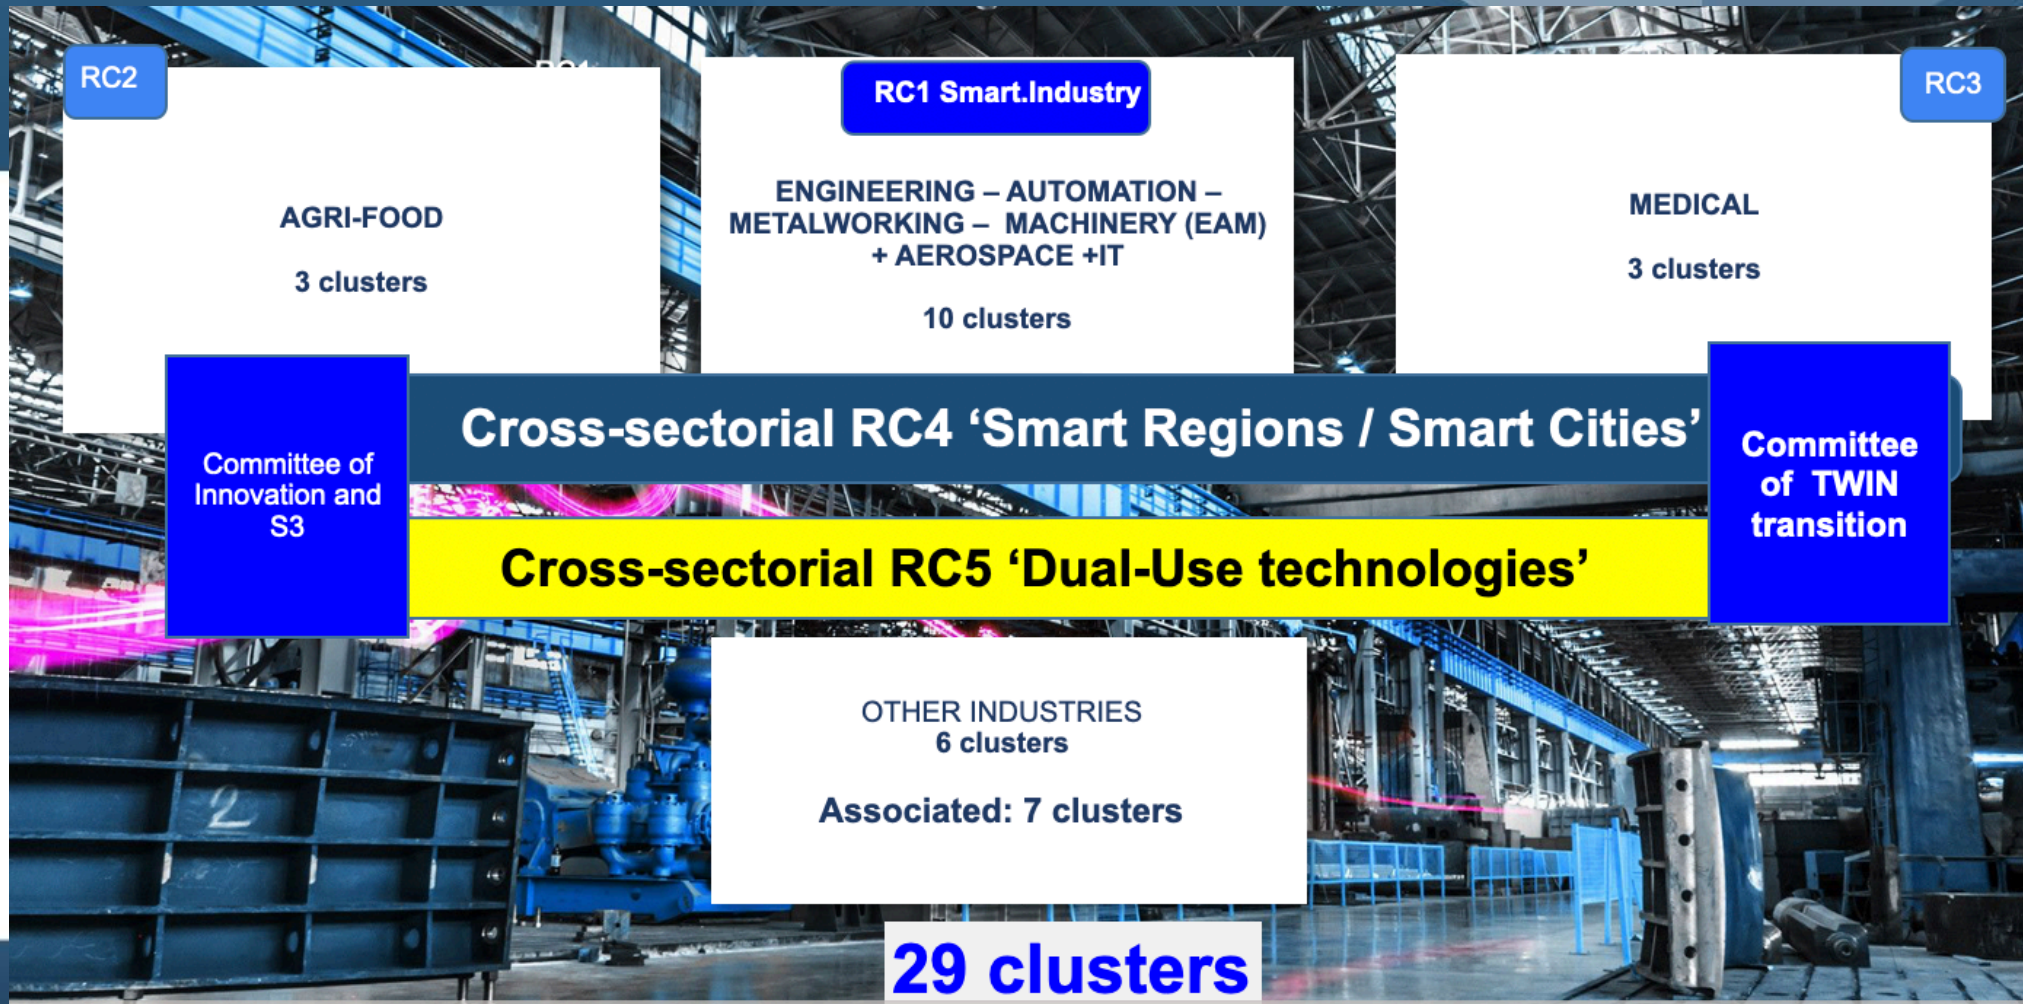 RC2
AGRI-FOOD
3 clusters
RC1
RC1 Smart.Industry
ENGINEERING – AUTOMATION –
METALWORKING – MACHINERY (EAM)
+ AEROSPACE +IT
10 clusters
RC3
MEDICAL
3 clusters
Committee of
Innovation and
S3
Cross-sectorial RC4 ‘Smart Regions / Smart Cities’
Cross-sectorial RC5 ‘Dual-Use technologies’
Committee
of TWIN
transition
OTHER INDUSTRIES
6 clusters
Associated: 7 clusters
2
29 clusters